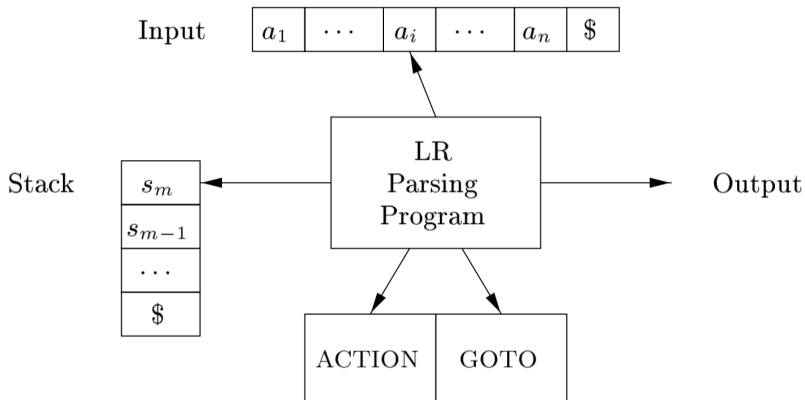 Input a₁ ··· aᵢ ··· aₙ $
LR
Parsing
Program
Stack
Output
sₘ
sₘ₋₁
···
$
ACTION GOTO